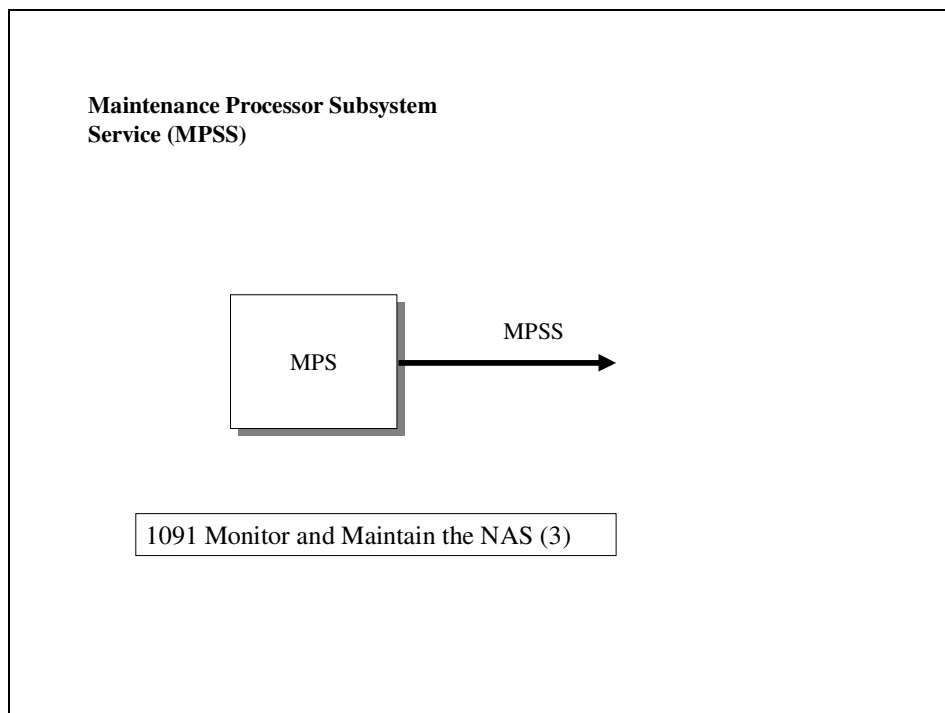 Maintenance Processor Subsystem
Service (MPSS)
MPSS
MPS
1091 Monitor and Maintain the NAS (3)